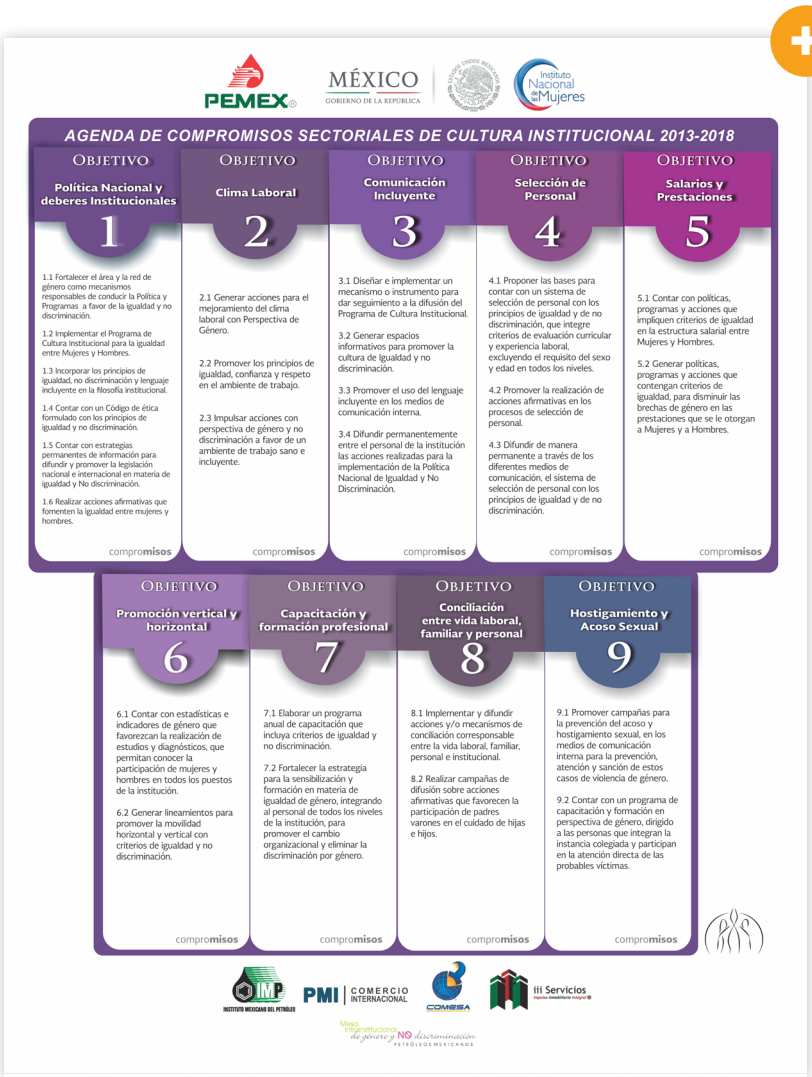 PEMEX®
MÉXICO
GOBIERNO DE LA REPÚBLICA
ESTADOS UNIDOS MEXICANOS
Instituto
Nacional
de las Mujeres
AGENDA DE COMPROMISOS SECTORIALES DE CULTURA INSTITUCIONAL 2013-2018
OBJETIVO
Política Nacional y
deberes Institucionales
1
1.1 Fortalecer el área y la red de
género como mecanismos
responsables de conducir la Política y
Programas a favor de la igualdad y no
discriminación.
1.2 Implementar el Programa de
Cultura Institucional para la igualdad
entre Mujeres y Hombres.
1.3 Incorporar los principios de
igualdad, no discriminación y lenguaje
incluyente en la filosofía institucional.
1.4 Contar con un Código de ética
formulado con los principios de
igualdad y no discriminación.
1.5 Contar con estrategias
permanentes de información para
difundir y promover la legislación
nacional e internacional en materia de
igualdad y No discriminación.
1.6 Realizar acciones afirmativas que
fomenten la igualdad entre mujeres y
hombres.
compromisos
OBJETIVO
Clima Laboral
2
2.1 Generar acciones para el
mejoramiento del clima
laboral con Perspectiva de
Género.
2.2 Promover los principios de
igualdad, confianza y respeto
en el ambiente de trabajo.
2.3 Impulsar acciones con
perspectiva de género y no
discriminación a favor de un
ambiente de trabajo sano e
incluyente.
compromisos
OBJETIVO
Comunicación
Incluyente
3
3.1 Diseñar e implementar un
mecanismo o instrumento para
dar seguimiento a la difusión del
Programa de Cultura Institucional.
3.2 Generar espacios
informativos para promover la
cultura de Igualdad y no
discriminación.
3.3 Promover el uso del lenguaje
incluyente en los medios de
comunicación interna.
3.4 Difundir permanentemente
entre el personal de la institución
las acciones realizadas para la
implementación de la Política
Nacional de Igualdad y No
Discriminación.
compromisos
OBJETIVO
Selección de
Personal
4
4.1 Proponer las bases para
contar con un sistema de
selección de personal con los
principios de igualdad y de no
discriminación, que integre
criterios de evaluación curricular
y experiencia laboral,
excluyendo el requisito del sexo
y edad en todos los niveles.
4.2 Promover la realización de
acciones afirmativas en los
procesos de selección de
personal.
4.3 Difundir de manera
permanente a través de los
diferentes medios de
comunicación, el sistema de
selección de personal con los
principios de igualdad y de no
discriminación.
compromisos
OBJETIVO
Salarios y
Prestaciones
5
5.1 Contar con políticas,
programas y acciones que
impliquen criterios de igualdad
en la estructura salarial entre
Mujeres y Hombres.
5.2 Generar políticas,
programas y acciones que
contengan criterios de
igualdad, para disminuir las
brechas de género en las
prestaciones que se le otorgan
a Mujeres y a Hombres.
compromisos
OBJETIVO
Promoción vertical y
horizontal
6
6.1 Contar con estadísticas e
indicadores de género que
favorezcan la realización de
estudios y diagnósticos, que
permitan conocer la
participación de mujeres y
hombres en todos los puestos
de la institución.
6.2 Generar lineamientos para
promover la movilidad
horizontal y vertical con
criterios de igualdad y no
discriminación.
compromisos
OBJETIVO
Capacitación y
formación profesional
7
7.1 Elaborar un programa
anual de capacitación que
incluya criterios de igualdad y
no discriminación.
7.2 Fortalecer la estrategia
para la sensibilización y
formación en materia de
igualdad de género, integrando
al personal de todos los niveles
de la institución, para
promover el cambio
organizacional y eliminar la
discriminación por género.
compromisos
OBJETIVO
Conciliación
entre vida laboral,
familiar y personal
8
8.1 Implementar y difundir
acciones y/o mecanismos de
conciliación corresponsable
entre la vida laboral, familiar,
personal e institucional.
8.2 Realizar campañas de
difusión sobre acciones
afirmativas que favorecen la
participación de padres
varones en el cuidado de hijas
e hijos.
compromisos
OBJETIVO
Hostigamiento y
Acoso Sexual
9
9.1 Promover campañas para
la prevención del acoso y
hostigamiento sexual, en los
medios de comunicación
interna para la prevención,
atención y sanción de estos
casos de violencia de género.
9.2 Contar con un programa de
capacitación y formación en
perspectiva de género, dirigido
a las personas que integran la
instancia colegiada y participan
en la atención directa de las
probables víctimas.
compromisos
IMP
INSTITUTO MEXICANO DEL PETRÓLEO
PMI COMERCIO
INTERNACIONAL
COMESA
iii Servicios
Impulso Inmobiliario Integral
Mesa
Intrainstitucional
de género y NO discriminación
PETRÓLEOS MEXICANOS